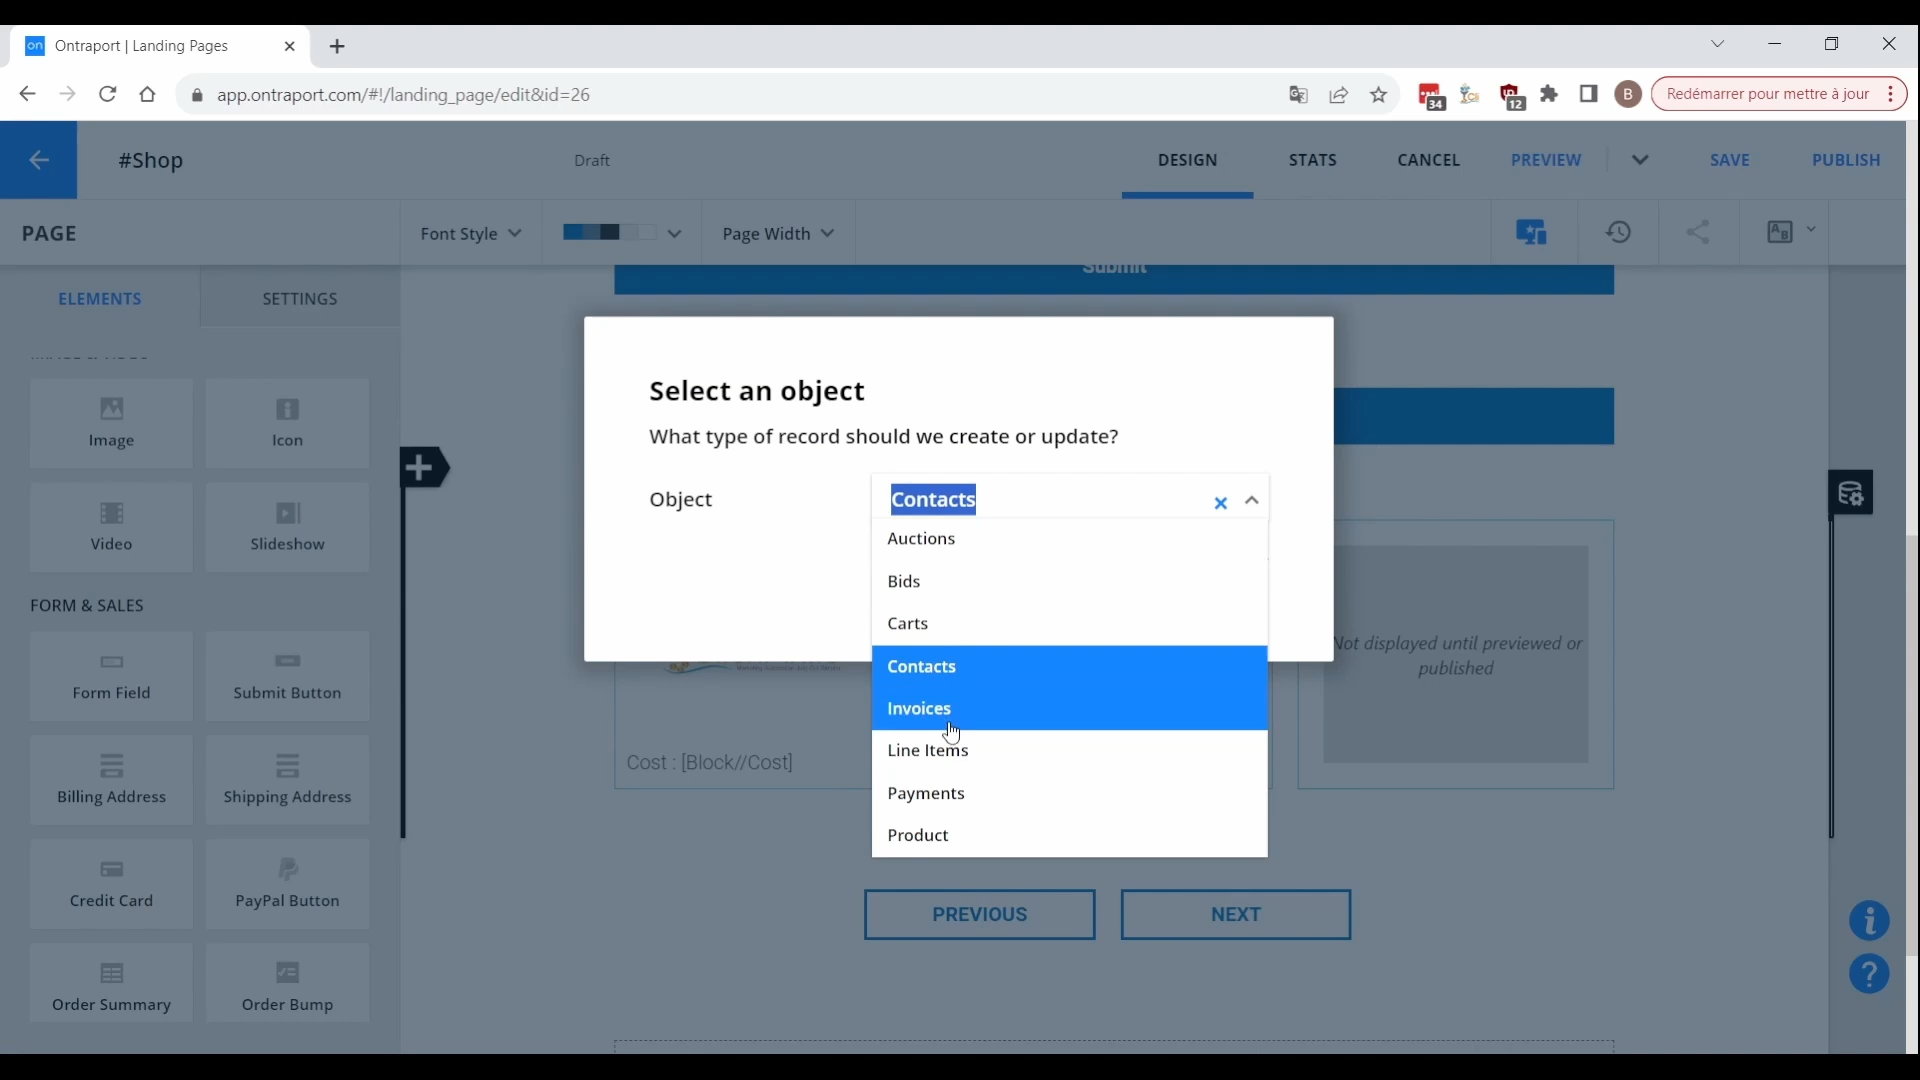 on Ontraport | Landing Pages
app.ontraport.com/#!/landing_page/edit&id=26
34
12
B
Redémarrer pour mettre à jour
#Shop
Draft
DESIGN
STATS
CANCEL
PREVIEW
SAVE
PUBLISH
PAGE
Font Style
Page Width
ELEMENTS
SETTINGS
Submit
Image
Icon
Video
Slideshow
FORM & SALES
Form Field
Submit Button
Billing Address
Shipping Address
Credit Card
PayPal Button
Order Summary
Order Bump
Select an object
What type of record should we create or update?
Object
Contacts
Auctions
Bids
Carts
Contacts
Invoices
Line Items
Payments
Product
Not displayed until previewed or
published
Cost : [Block//Cost]
PREVIOUS
NEXT